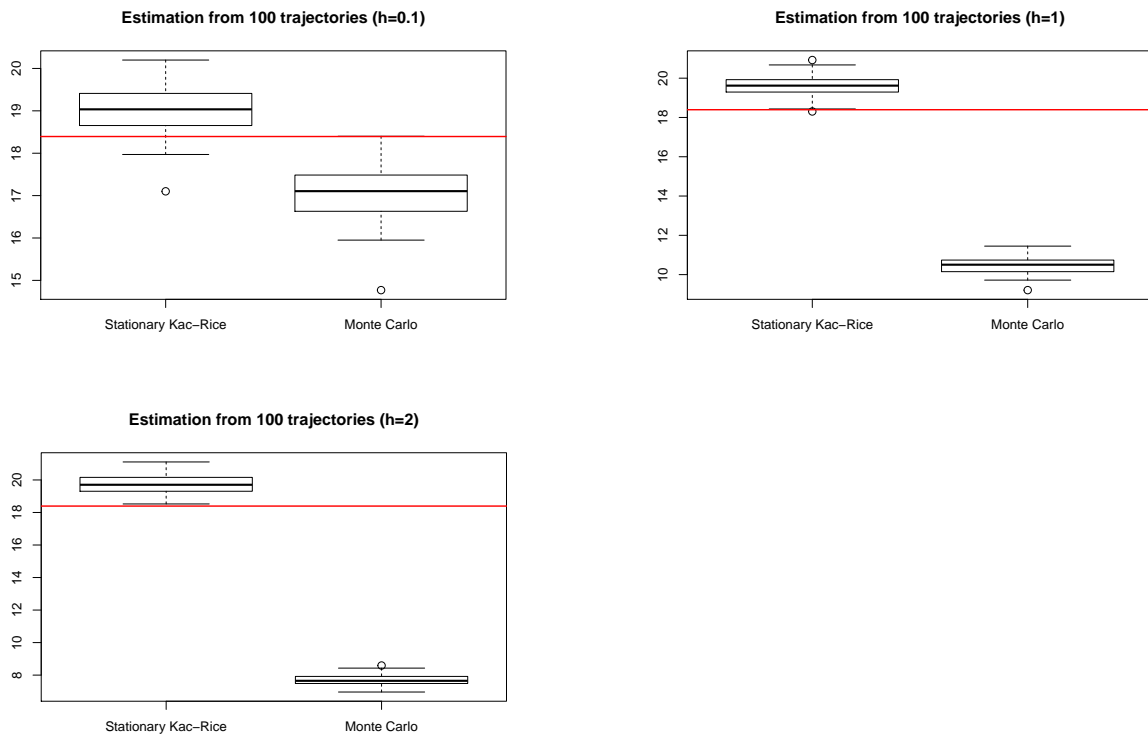 Estimation from 100 trajectories (h=0.1)
20
19
18
17
16
15
Stationary Kac−Rice
Monte Carlo
Estimation from 100 trajectories (h=1)
20
18
16
14
12
10
Stationary Kac−Rice
Monte Carlo
Estimation from 100 trajectories (h=2)
20
18
16
14
12
10
8
Stationary Kac−Rice
Monte Carlo